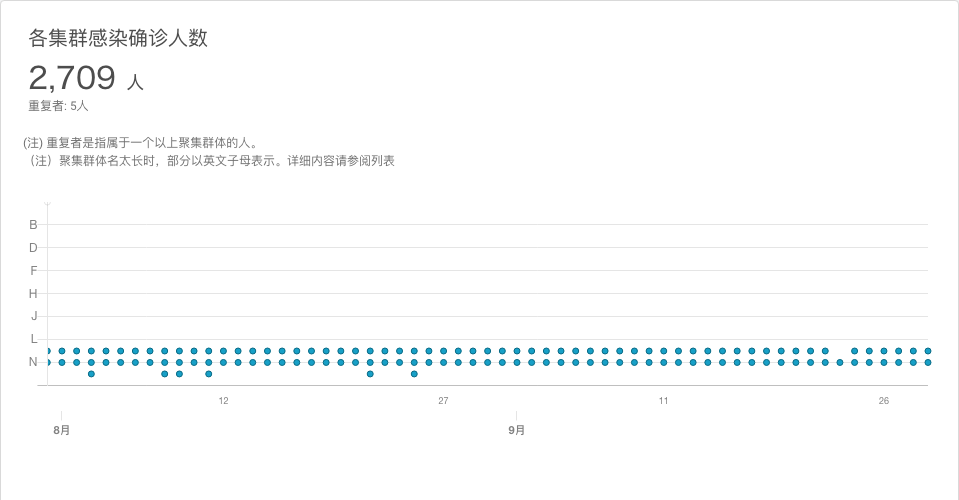 各集群感染确诊人数
2,709 人
重复者: 5人
(注) 重复者是指属于一个以上聚集群体的人。
（注）聚集群体名太长时，部分以英文子母表示。详细内容请参阅列表
B
D
F
H
J
L
N
12 27 11 26
8月 9月